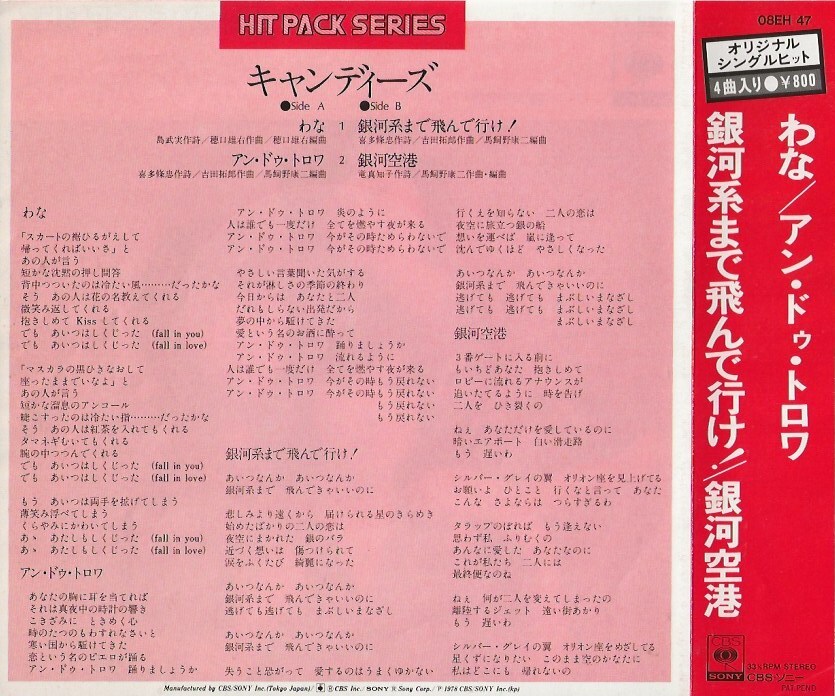 HIT PACK SERIES
キャンディーズ
●Side A ●Side B
わな 1 銀河系まで飛んで行け!
島武実作詩/穂口雄右作曲/穂口雄右編曲 喜多條忠作詩/吉田拓郎作曲/馬飼野康二編曲
アン・ドゥ・トロワ 2 銀河空港
喜多條忠作詩/吉田拓郎作曲/馬飼野康二編曲 竜真知子作詩/馬飼野康二作曲・編曲
わな
「スカートの裾ひるがえして
帰ってくればいいさ」と
あの人が言う
短かな沈黙の押し問答
背中つついたのは冷たい風………だったかな
そう あの人は花の名教えてくれる
微笑み返してくれる
抱きしめて Kiss してくれる
でも あいつはしくじった (fall in you)
でも あいつはしくじった (fall in love)
「マスカラの黒ひきなおして
座ったままでいなよ」と
あの人が言う
短かな溜息のアンコール
睫こすったのは冷たい指………だったかな
そう あの人は紅茶を入れてもくれる
タマネギむいてもくれる
腕の中つつんでくれる
でも あいつはしくじった (fall in you)
でも あいつはしくじった (fall in love)
もう あいつは両手を拡げてしまう
薄笑み浮べてしまう
くらやみにかわいてしまう
あゝ あたしもしくじった (fall in you)
あゝ あたしもしくじった (fall in love)
アン・ドゥ・トロワ
あなたの胸に耳を当てれば
それは真夜中の時計の響き
こきざみに ときめく心
時のたつのもわすれなさいと
寒い国から駆けてきた
恋という名のピエロが踊る
アン・ドゥ・トロワ 踊りましょうか
アン・ドゥ・トロワ 炎のように
人は誰でも一度だけ 全てを燃やす夜が来る
アン・ドゥ・トロワ 今がその時ためらわないで
アン・ドゥ・トロワ 今がその時ためらわないで
やさしい言葉聞いた気がする
それが淋しさの季節の終わり
今日からは あなたと二人
だれもしらない出発だから
夢の中から駆けてきた
愛という名のお酒に酔って
アン・ドゥ・トロワ 踊りましょうか
アン・ドゥ・トロワ 流れるように
人は誰でも一度だけ 全てを燃やす夜が来る
アン・ドゥ・トロワ 今がその時もう戻れない
アン・ドゥ・トロワ 今がその時もう戻れない
もう戻れない
もう戻れない
銀河系まで飛んで行け!
あいつなんか あいつなんか
銀河系まで 飛んできゃいいのに
悲しみより遠くから 届けられる星のきらめき
始めたばかりの二人の恋は
夜空にまかれた 銀のバラ
近づく想いは 傷つけられて
涙をふくたび 綺麗になった
あいつなんか あいつなんか
銀河系まで 飛んできゃいいのに
逃げても逃げても まぶしいまなざし
あいつなんか あいつなんか
銀河系まで 飛んできゃいいのに
失うこと恐がって 愛するのはうまくゆかない
行くえを知らない 二人の恋は
夜空に旅立つ銀の船
想いを運べば 嵐に逢って
沈んでゆくほど やさしくなった
あいつなんか あいつなんか
銀河系まで 飛んできゃいいのに
逃げても 逃げても まぶしいまなざし
逃げても 逃げても まぶしいまなざし
まぶしいまなざし
銀河空港
3番ゲートに入る前に
もいちどあなた 抱きしめて
ロビーに流れるアナウンスが
追いたてるように 時を告げ
二人を ひき裂くの
ねぇ あなただけを愛しているのに
暗いエアポート 白い滑走路
もう 遅いわ
シルバー・グレイの翼 オリオン座を見上げてる
お願いよ ひとこと 行くなと言って あなた
こんな さよならは つらすぎるわ
タラップのぼれば もう逢えない
思わず私 ふりむくの
あんなに愛した あなたなのに
これが私たち 二人には
最終便なのね
ねぇ 何が二人を変えてしまったの
離陸するジェット 遠い街あかり
もう 遅いわ
シルバー・グレイの翼 オリオン座をめざしてる
星くずになりたい このまま空のかなたに
私はどこにも 帰れないの
Manufactured by CBS/SONY Inc.(Tokyo Japan)/ Ⓡ CBS Inc./SONY Ⓡ Sony Corp./ Ⓟ 1978 CBS/SONY Inc.(kp)
08EH 47
オリジナル
シングルヒット
4曲入り●¥800
わな/アン・ドゥ・トロワ
銀河系まで飛んで行け!/銀河空港
CBS
SONY
33⅓RPM STEREO
CBS・ソニー
PAT. PEND.